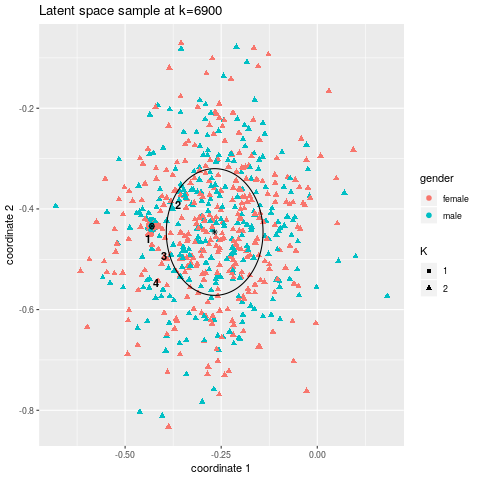 Latent space sample at k=6900
-0.2
-0.4
-0.6
-0.8
coordinate 2
2
1
3
4
-0.50
-0.25
0.00
coordinate 1
gender
female
male
K
1
2